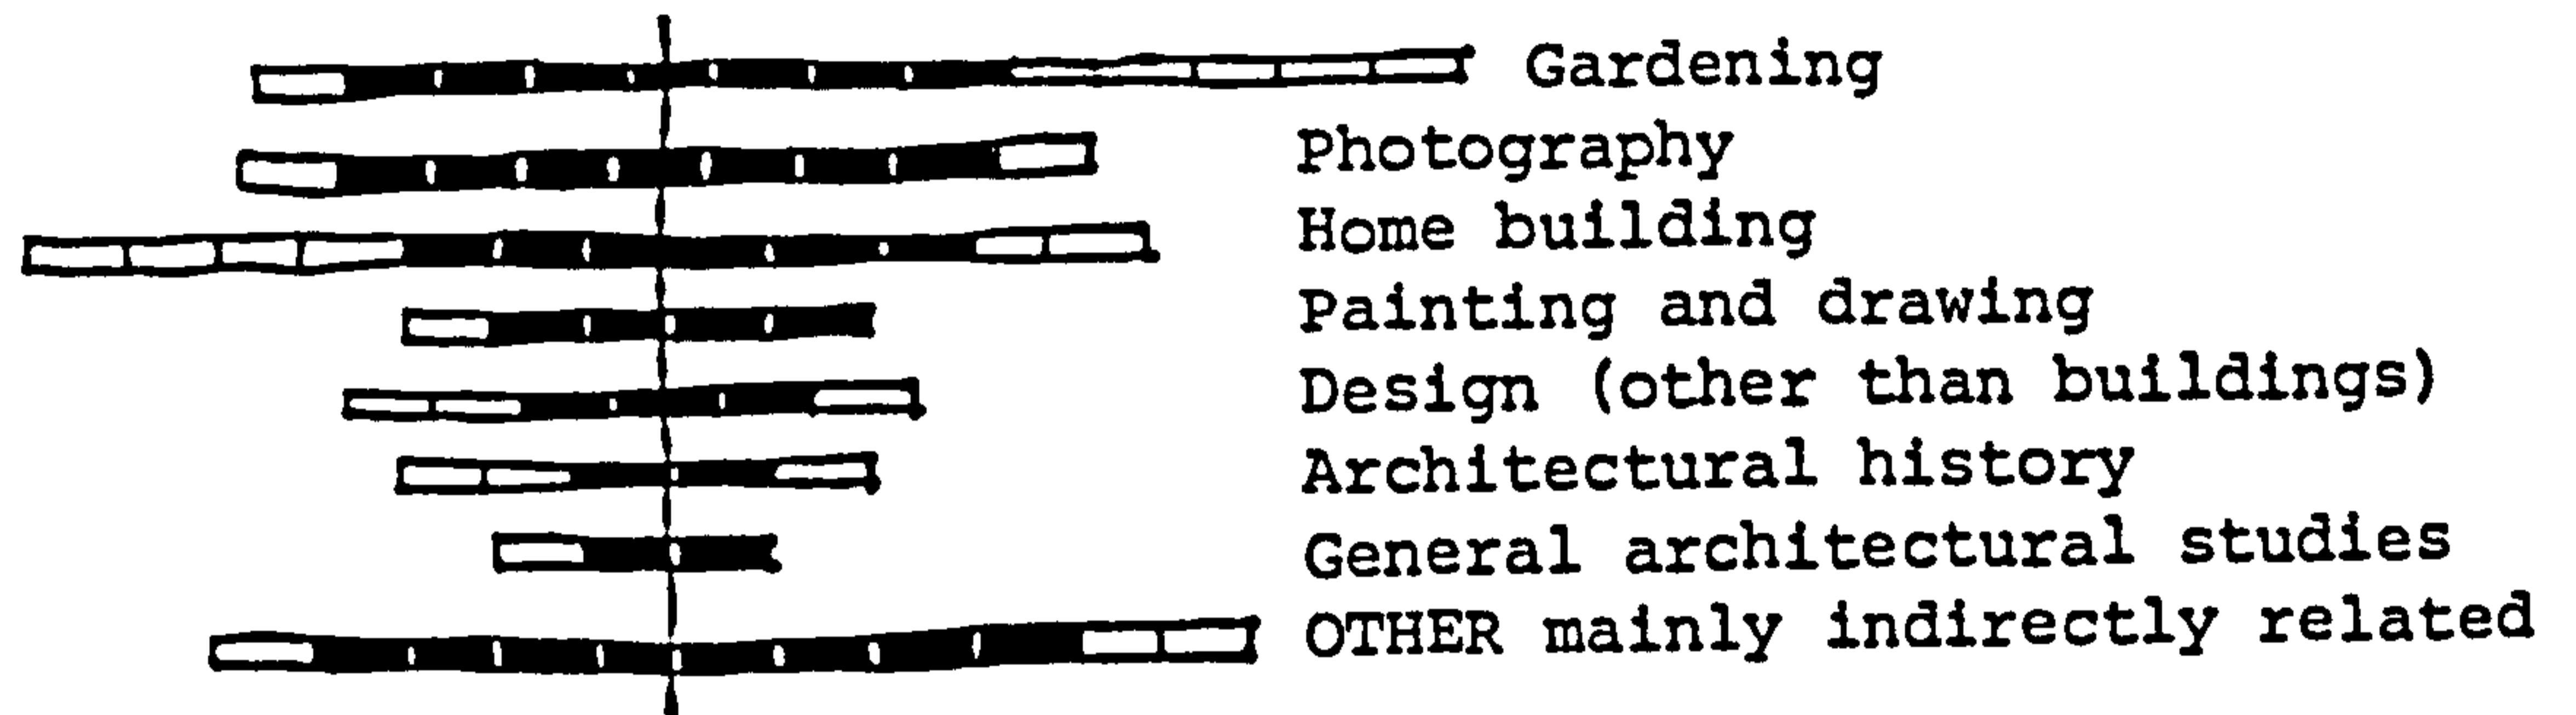 Gardening
Photography
Home building
Painting and drawing
Design (other than buildings)
Architectural history
General architectural studies
OTHER mainly indirectly related